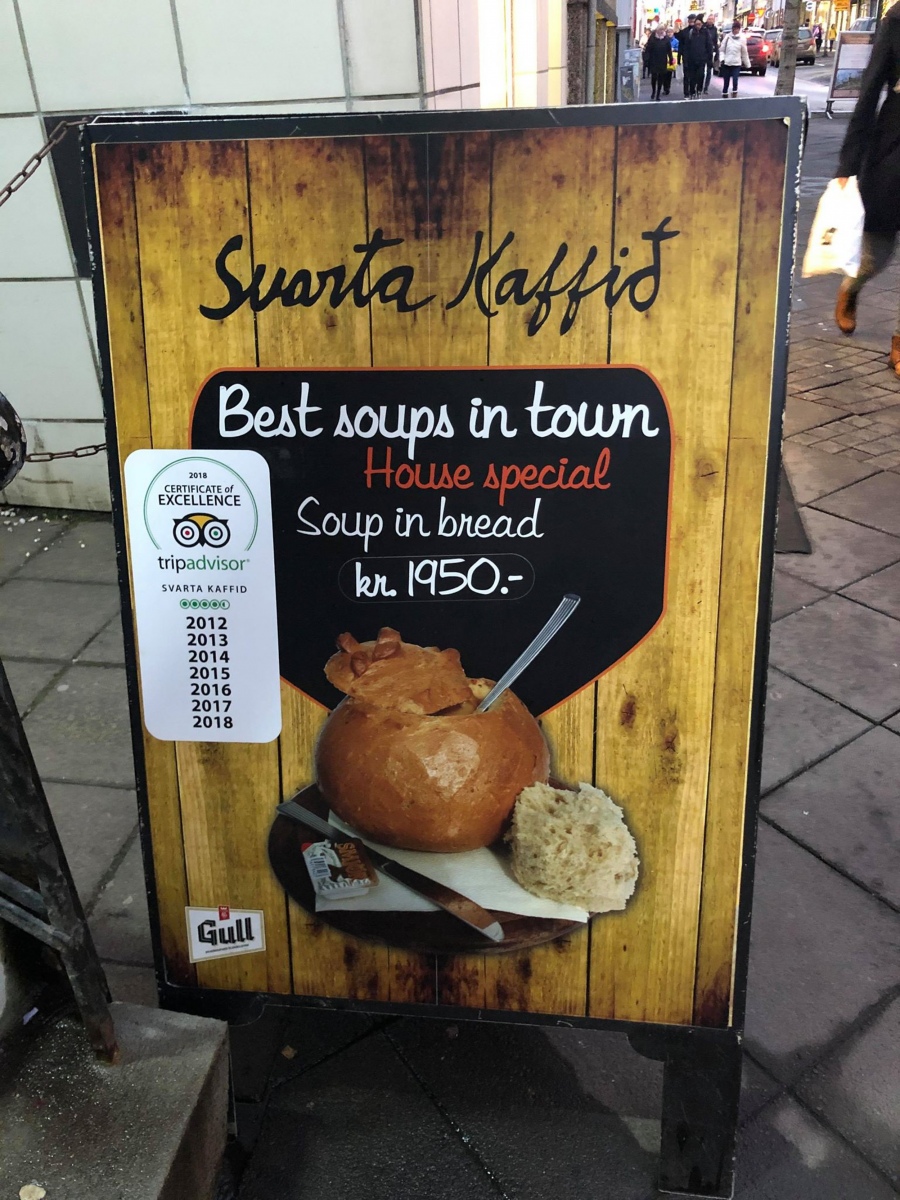 Svarta Kaffið
Best soups in town
House special
Soup in bread
kr. 1950.-
2018
CERTIFICATE of
EXCELLENCE
tripadvisor®
SVARTA KAFFID
2012
2013
2014
2015
2016
2017
2018
Gull